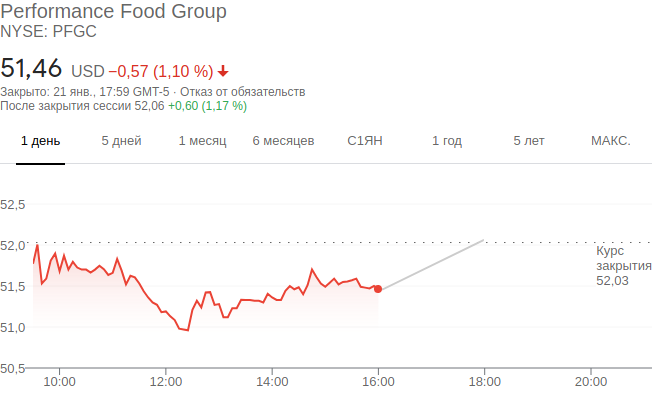 Performance Food Group
NYSE: PFGC
51,46 USD −0,57 (1,10 %)
Закрыто: 21 янв., 17:59 GMT-5 · Отказ от обязательств
После закрытия сессии 52,06 +0,60 (1,17 %)
1 день 5 дней 1 месяц 6 месяцев С1ЯН 1 год 5 лет МАКС.
52,5
52,0
Курс
закрытия
52,03
51,5
51,0
50,5
10:00 12:00 14:00 16:00 18:00 20:00